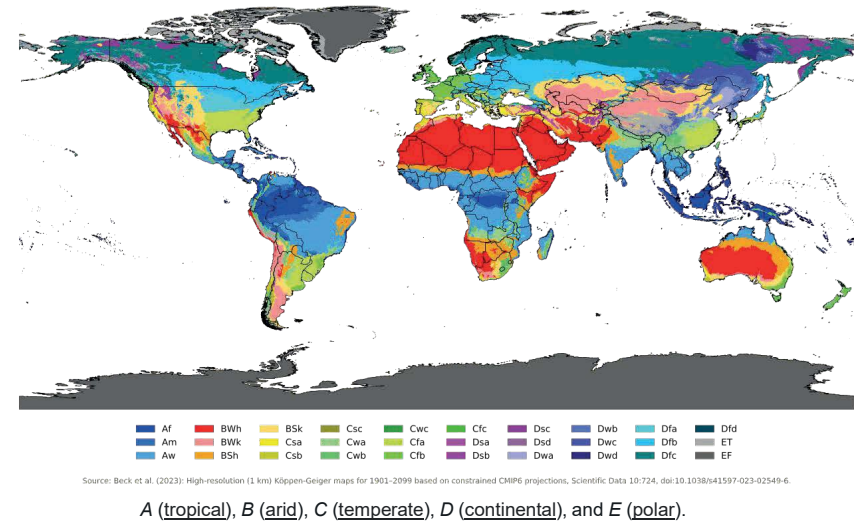 Af BWh BSk Csc Cwc Cfc Dsc Dwb Dfa Dfd
Am BWk Csa Cwa Cfa Dsa Dsd Dwc Dfb ET
Aw BSh Csb Cwb Cfb Dsb Dwa Dwd Dfc EF
Source: Beck et al. (2023): High-resolution (1 km) Köppen-Geiger maps for 1901–2099 based on constrained CMIP6 projections, Scientific Data 10:724, doi:10.1038/s41597-023-02549-6.
A (tropical), B (arid), C (temperate), D (continental), and E (polar).